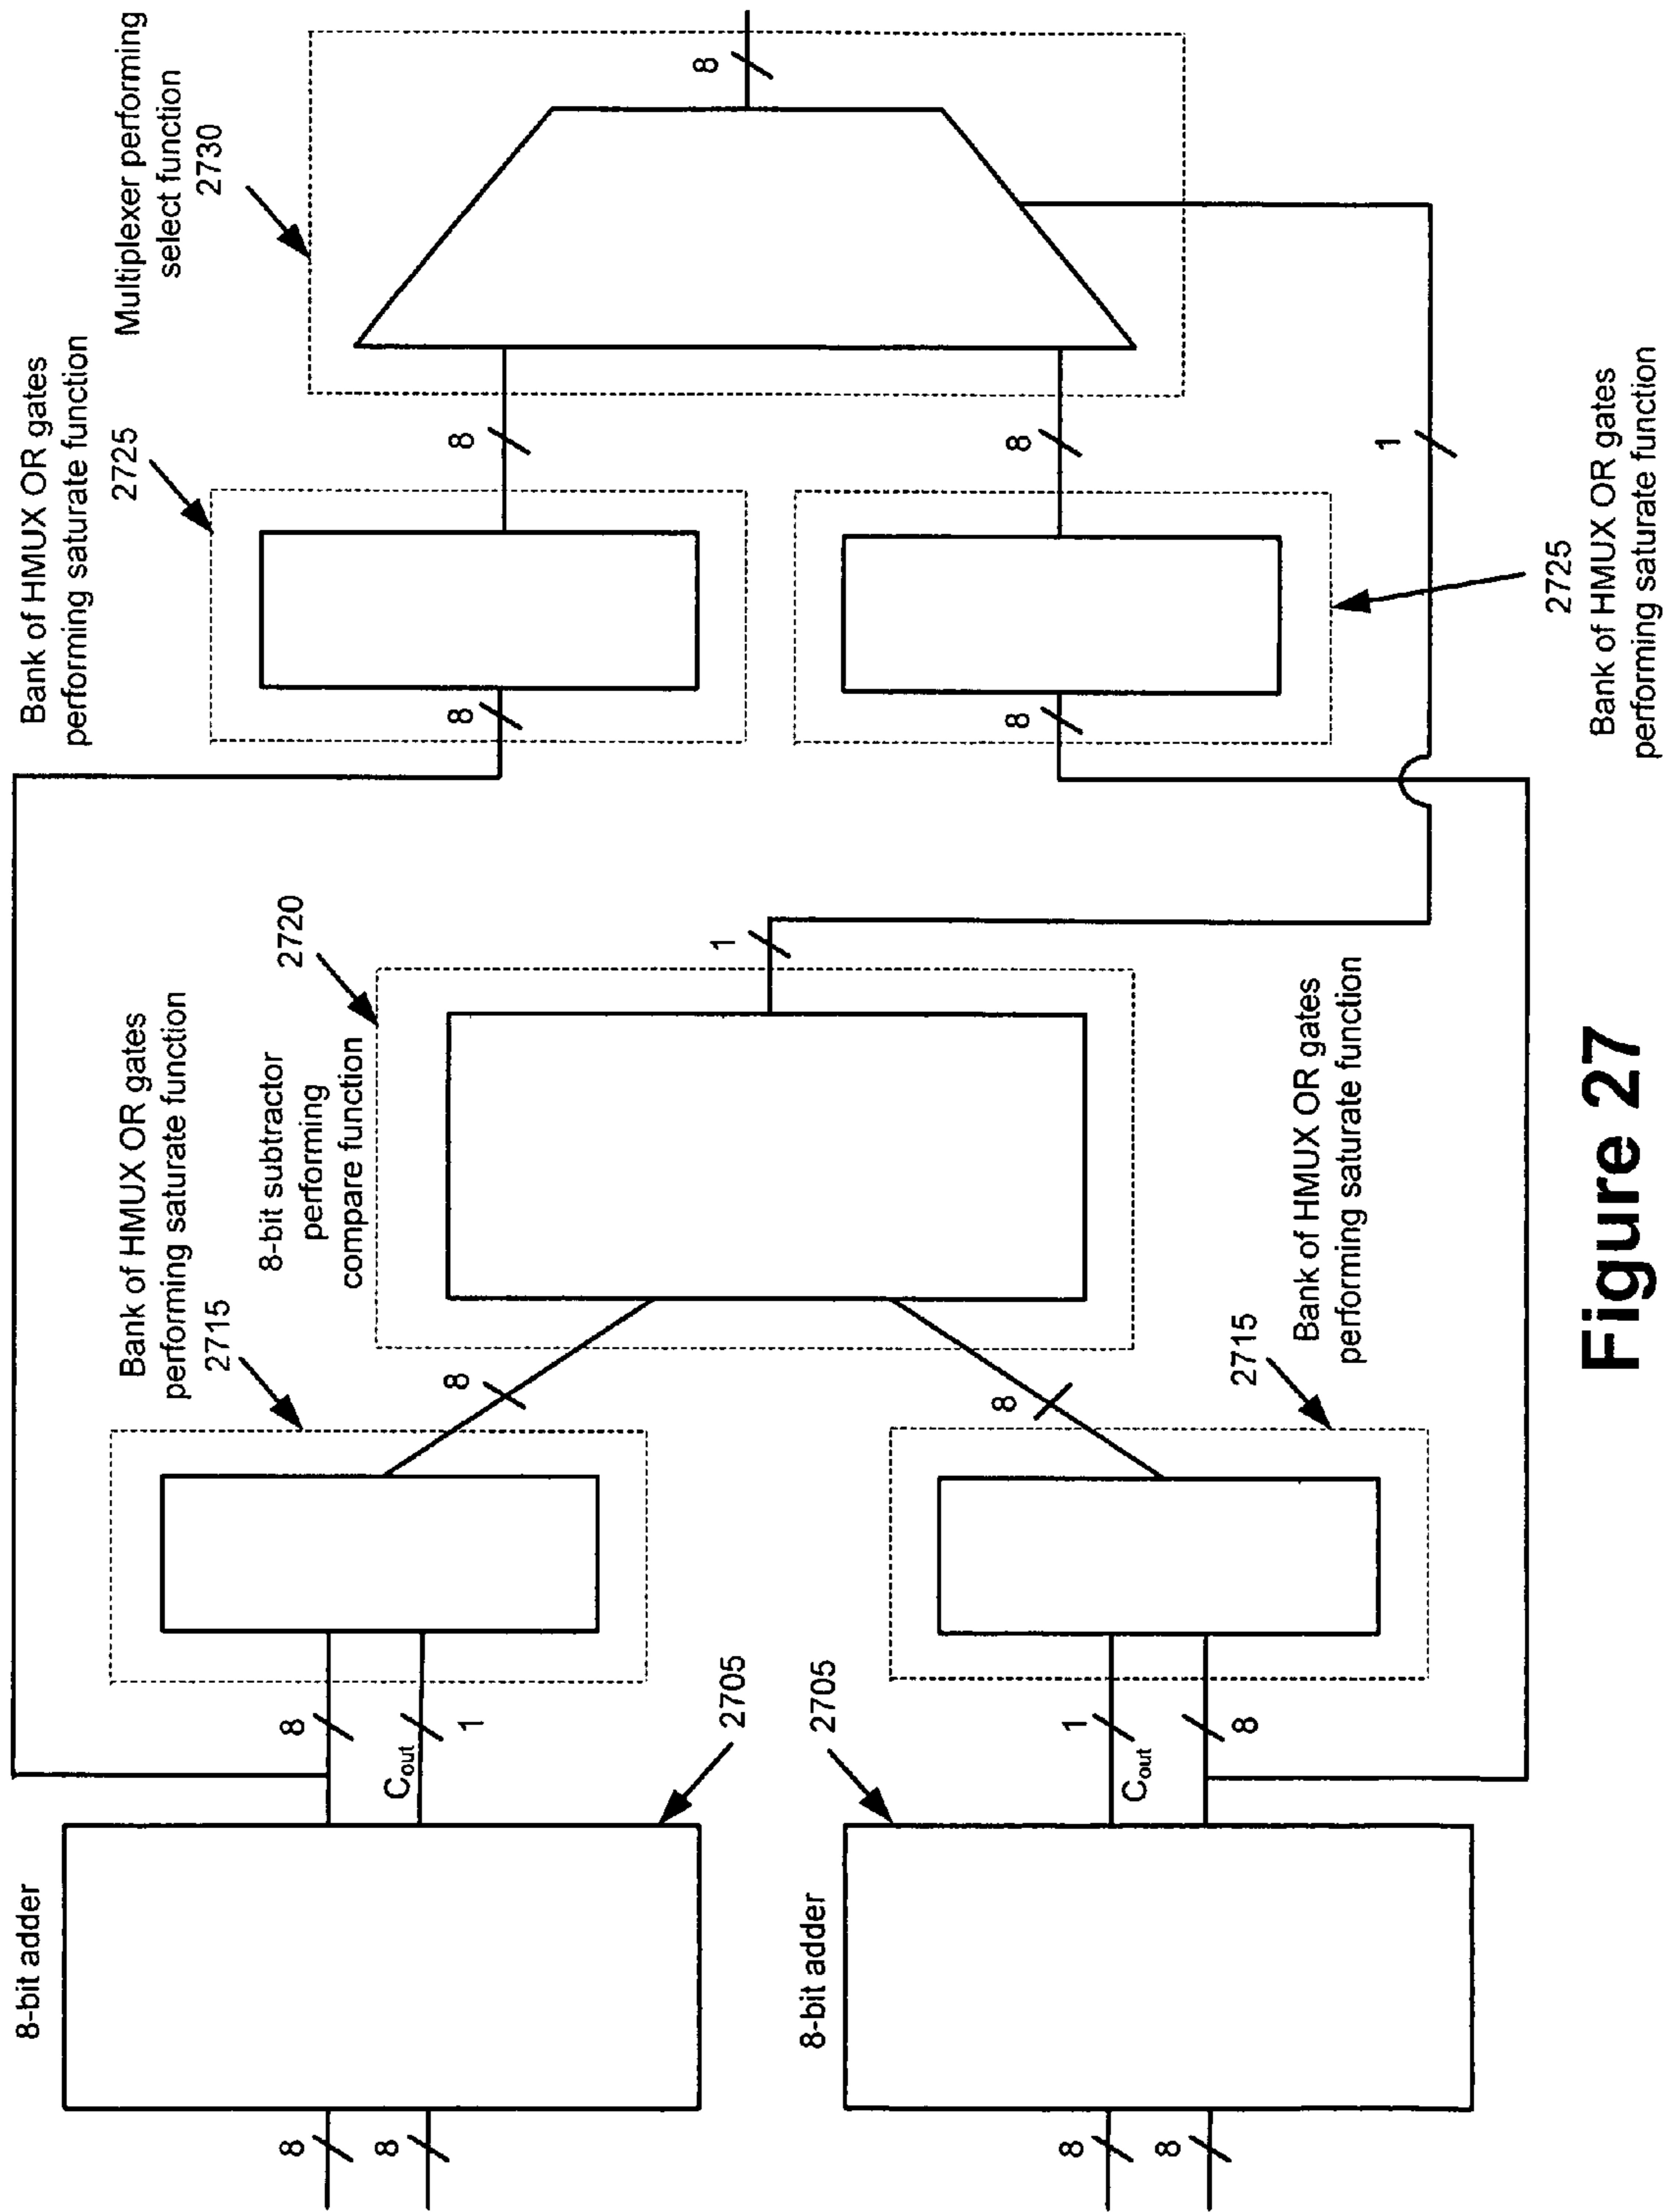 8-bit adder
8
8
8
C_out
1
2705
Bank of HMUX OR gates
performing saturate function
2715
8
8-bit subtractor
performing
compare function
2720
1
Bank of HMUX OR gates
performing saturate function
2725
8
8
Multiplexer performing
select function
2730
8
8-bit adder
8
8
1
C_out
8
2705
2715
Bank of HMUX OR gates
performing saturate function
8
8
8
2725
Bank of HMUX OR gates
performing saturate function
1
Figure 27